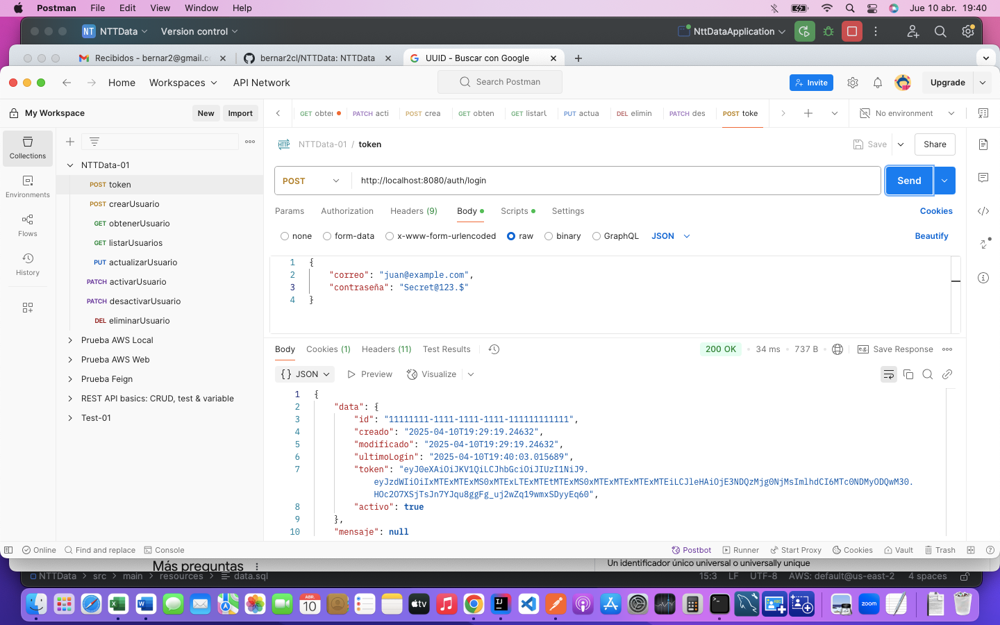 Postman File Edit View Window Help Jue 10 abr. 19:40
NT NTTData Version control NttDataApplication
Recibidos - bernar2@gmail.c bernar2cl/NTTData: NTTData UUID - Buscar con Google
Home Workspaces API Network Search Postman Invite Upgrade
My Workspace New Import
GET obter PATCH acti POST crea GET obten GET listarU PUT actua DEL elimin PATCH des POST toke No environment
Collections
Environments
Flows
History
NTTData-01
POST token
POST crearUsuario
GET obtenerUsuario
GET listarUsuarios
PUT actualizarUsuario
PATCH activarUsuario
PATCH desactivarUsuario
DEL eliminarUsuario
Prueba AWS Local
Prueba AWS Web
Prueba Feign
REST API basics: CRUD, test & variable
Test-01
HTTP NTTData-01 / token Save Share
POST http://localhost:8080/auth/login Send
Params Authorization Headers (9) Body Scripts Settings Cookies
none form-data x-www-form-urlencoded raw binary GraphQL JSON Beautify
1 {
2 "correo": "juan@example.com",
3 "contraseña": "Secret@123.$"
4 }
Body Cookies (1) Headers (11) Test Results 200 OK 34 ms 737 B e.g. Save Response
{} JSON Preview Visualize
1 {
2 "data": {
3 "id": "11111111-1111-1111-1111-111111111111",
4 "creado": "2025-04-10T19:29:19.24632",
5 "modificado": "2025-04-10T19:29:19.24632",
6 "ultimoLogin": "2025-04-10T19:40:03.015689",
7 "token": "eyJ0eXAiOiJKV1QiLCJhbGciOiJIUzI1NiJ9.
eyJzdWIiOiIxMTExMTExMS0xMTExLTExMTEtMTExMS0xMTExMTExMTExMTEiLCJleHAiOjE3NDQzMjg0NjMsImlhdCI6MTc0NDMyODQwM30.
HOc2O7XSjTsJn7YJqu8ggFg_uj2wZq19wmxSDyyEq60",
8 "activo": true
9 },
10 "mensaje": null
Online Find and replace Console Postbot Runner Start Proxy Cookies Vault Trash
Más preguntas Un identificador único universal o universally unique
NTTData > src > main > resources > data.sql 15:3 LF UTF-8 AWS: default@us-east-2 4 spaces
ABR.
10
tv
zoom